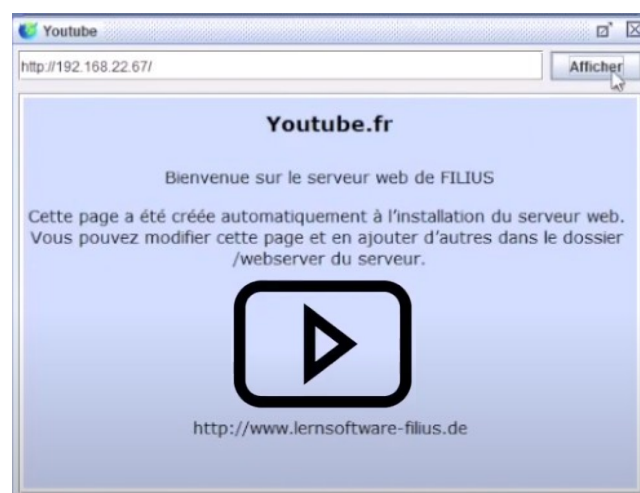 Youtube
http://192.168.22.67/
Afficher
Youtube.fr
Bienvenue sur le serveur web de FILIUS
Cette page a été créée automatiquement à l'installation du serveur web.
Vous pouvez modifier cette page et en ajouter d'autres dans le dossier
/webserver du serveur.
http://www.lernsoftware-filius.de